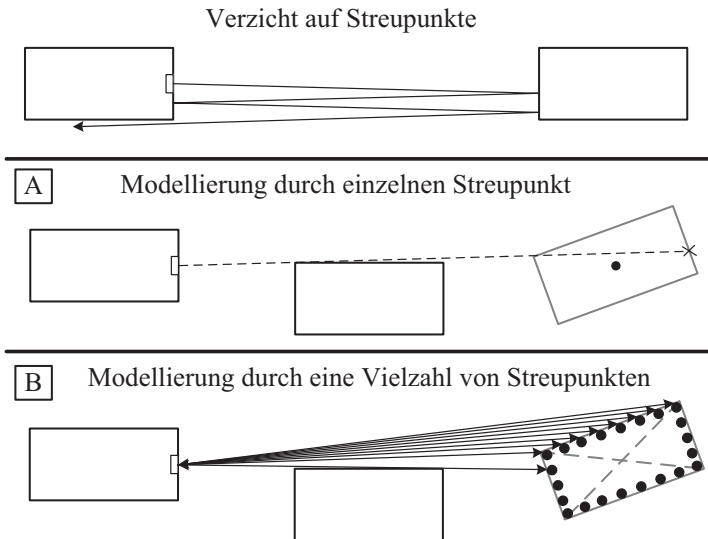 Verzicht auf Streupunkte
A
Modellierung durch einzelnen Streupunkt
B
Modellierung durch eine Vielzahl von Streupunkten